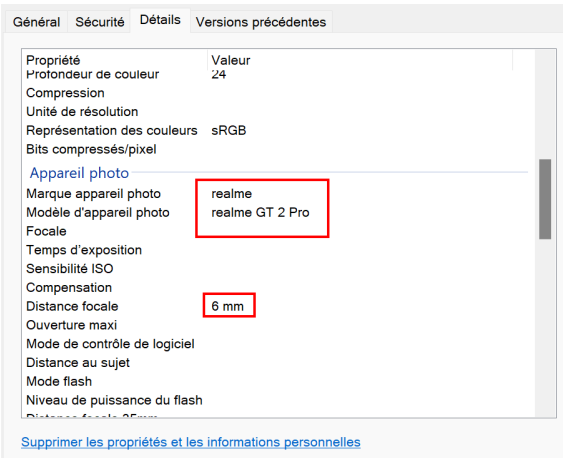 Général Sécurité Détails Versions précédentes
Propriété Valeur
Profondeur de couleur 24
Compression
Unité de résolution
Représentation des couleurs sRGB
Bits compressés/pixel
Appareil photo
Marque appareil photo realme
Modèle d'appareil photo realme GT 2 Pro
Focale
Temps d'exposition
Sensibilité ISO
Compensation
Distance focale 6 mm
Ouverture maxi
Mode de contrôle de logiciel
Distance au sujet
Mode flash
Niveau de puissance du flash
Distance focale 35mm
Supprimer les propriétés et les informations personnelles